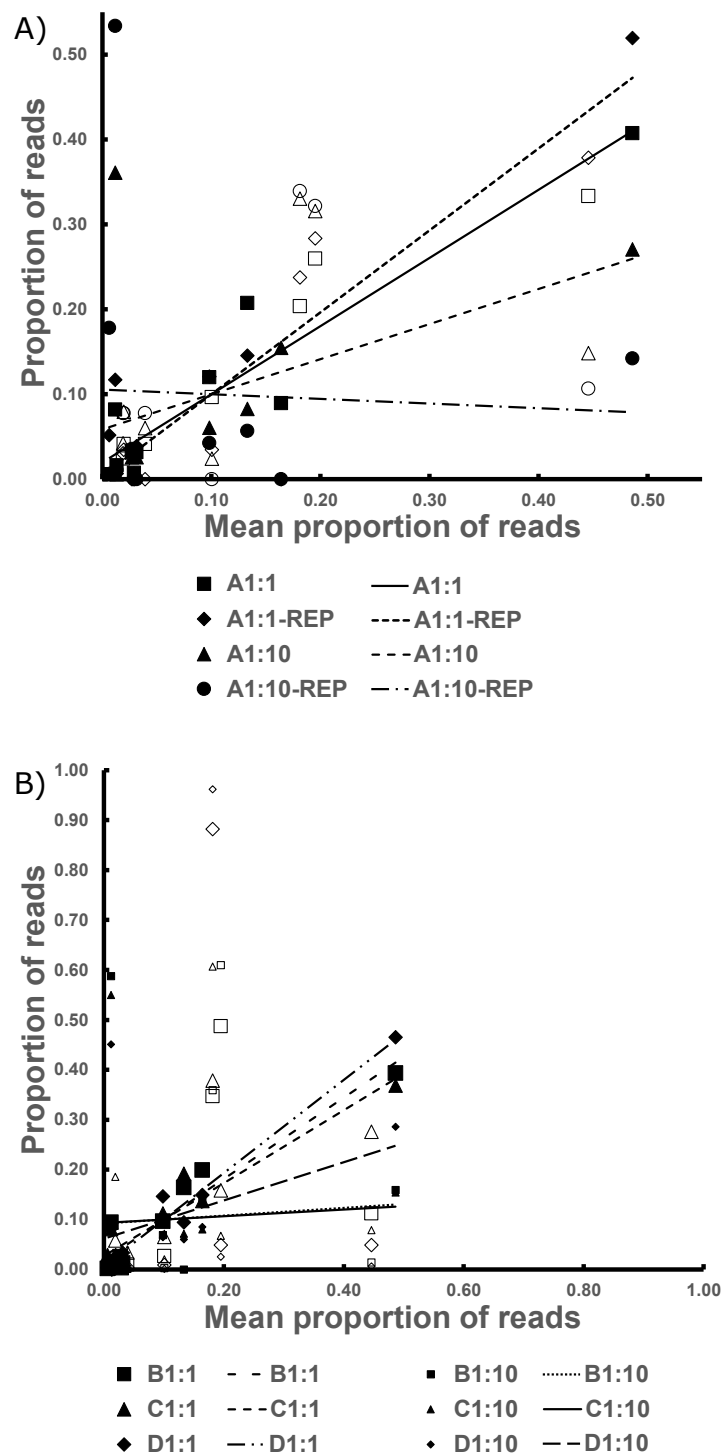 A)
Proportion of reads
0.50
0.40
0.30
0.20
0.10
0.00
0.00 0.10 0.20 0.30 0.40 0.50
Mean proportion of reads
A1:1 A1:1
A1:1-REP A1:1-REP
A1:10 A1:10
A1:10-REP A1:10-REP
B)
Proportion of reads
1.00
0.90
0.80
0.70
0.60
0.50
0.40
0.30
0.20
0.10
0.00
0.00 0.20 0.40 0.60 0.80 1.00
Mean proportion of reads
B1:1 B1:1 B1:10 B1:10
C1:1 C1:1 C1:10 C1:10
D1:1 D1:1 D1:10 D1:10